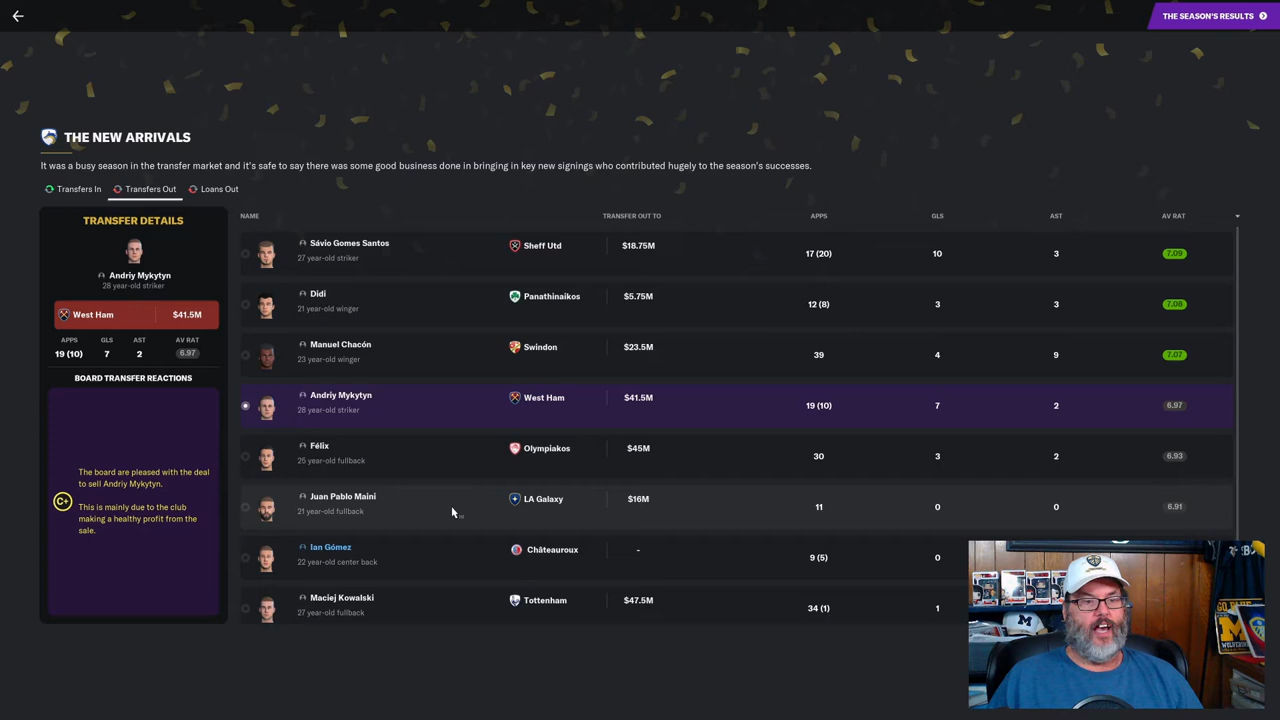 THE SEASON'S RESULTS
THE NEW ARRIVALS
It was a busy season in the transfer market and it's safe to say there was some good business done in bringing in key new signings who contributed hugely to the season's successes.
Transfers In
Transfers Out
Loans Out
TRANSFER DETAILS
Andriy Mykytyn
28 year-old striker
West Ham $41.5M
APPS GLS AST AV RAT
19 (10) 7 2 6.97
BOARD TRANSFER REACTIONS
C+
The board are pleased with the deal
to sell Andriy Mykytyn.
This is mainly due to the club
making a healthy profit from the
sale.
NAME TRANSFER OUT TO APPS GLS AST AV RAT
Sávio Gomes Santos
27 year-old striker
Sheff Utd $18.75M 17 (20) 10 3 7.09
Didi
21 year-old winger
Panathinaikos $5.75M 12 (8) 3 3 7.08
Manuel Chacón
23 year-old winger
Swindon $23.5M 39 4 9 7.07
Andriy Mykytyn
28 year-old striker
West Ham $41.5M 19 (10) 7 2 6.97
Félix
25 year-old fullback
Olympiakos $45M 30 3 2 6.93
Juan Pablo Maini
21 year-old fullback
LA Galaxy $16M 11 0 0 6.91
Ian Gómez
22 year-old center back
Châteauroux - 9 (5) 0
Maciej Kowalski
27 year-old fullback
Tottenham $47.5M 34 (1) 1
M
GO BLUE
M